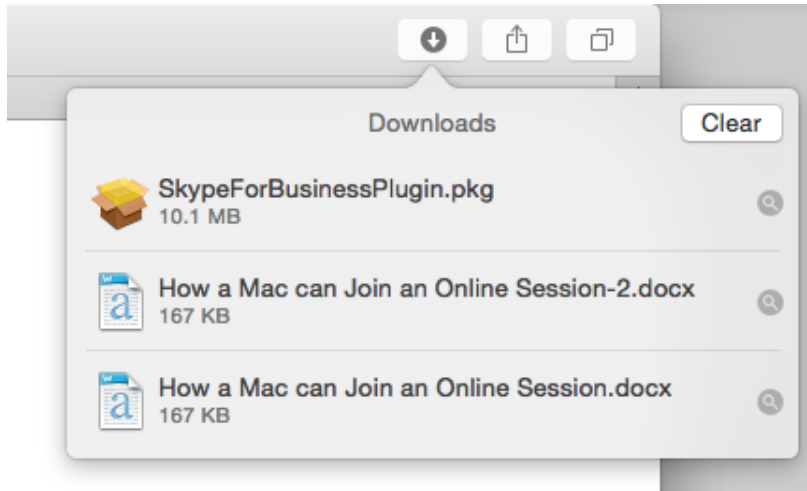 Downloads
Clear
SkypeForBusinessPlugin.pkg
10.1 MB
How a Mac can Join an Online Session-2.docx
167 KB
How a Mac can Join an Online Session.docx
167 KB